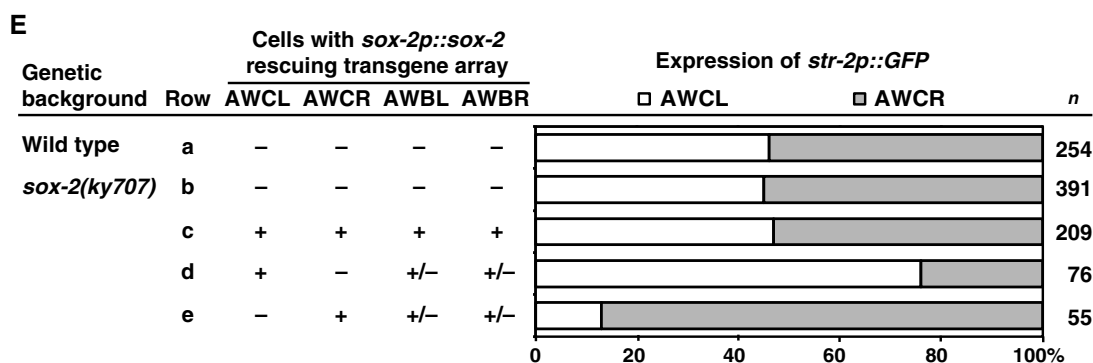 E
Cells with sox-2p::sox-2
rescuing transgene array
Expression of str-2p::GFP
Genetic
background Row AWCL AWCR AWBL AWBR AWCL AWCR n
Wild type a – – – – 254
sox-2(ky707) b – – – – 391
c + + + + 209
d + – +/– +/– 76
e – + +/– +/– 55
0 20 40 60 80 100%